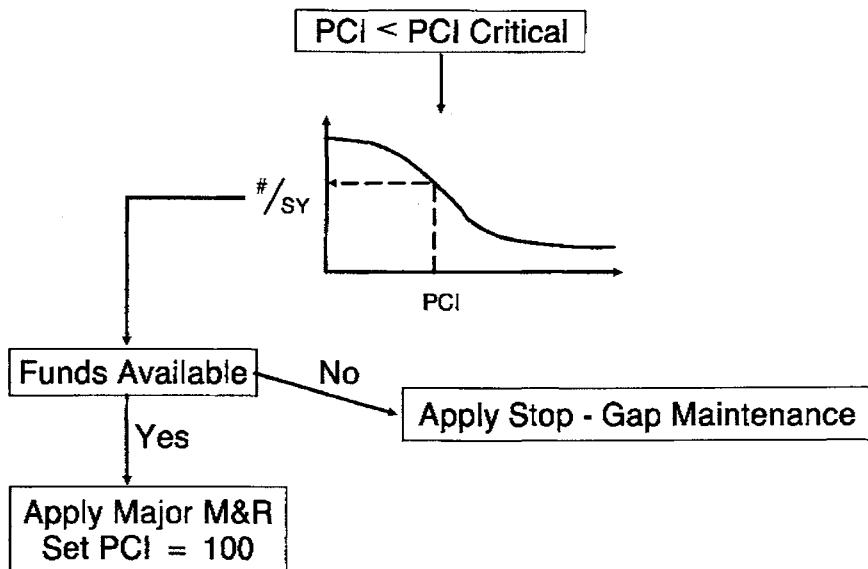 PCI < PCI Critical
#/SY
PCI
Funds Available
No
Apply Stop - Gap Maintenance
Yes
Apply Major M&R
Set PCI = 100